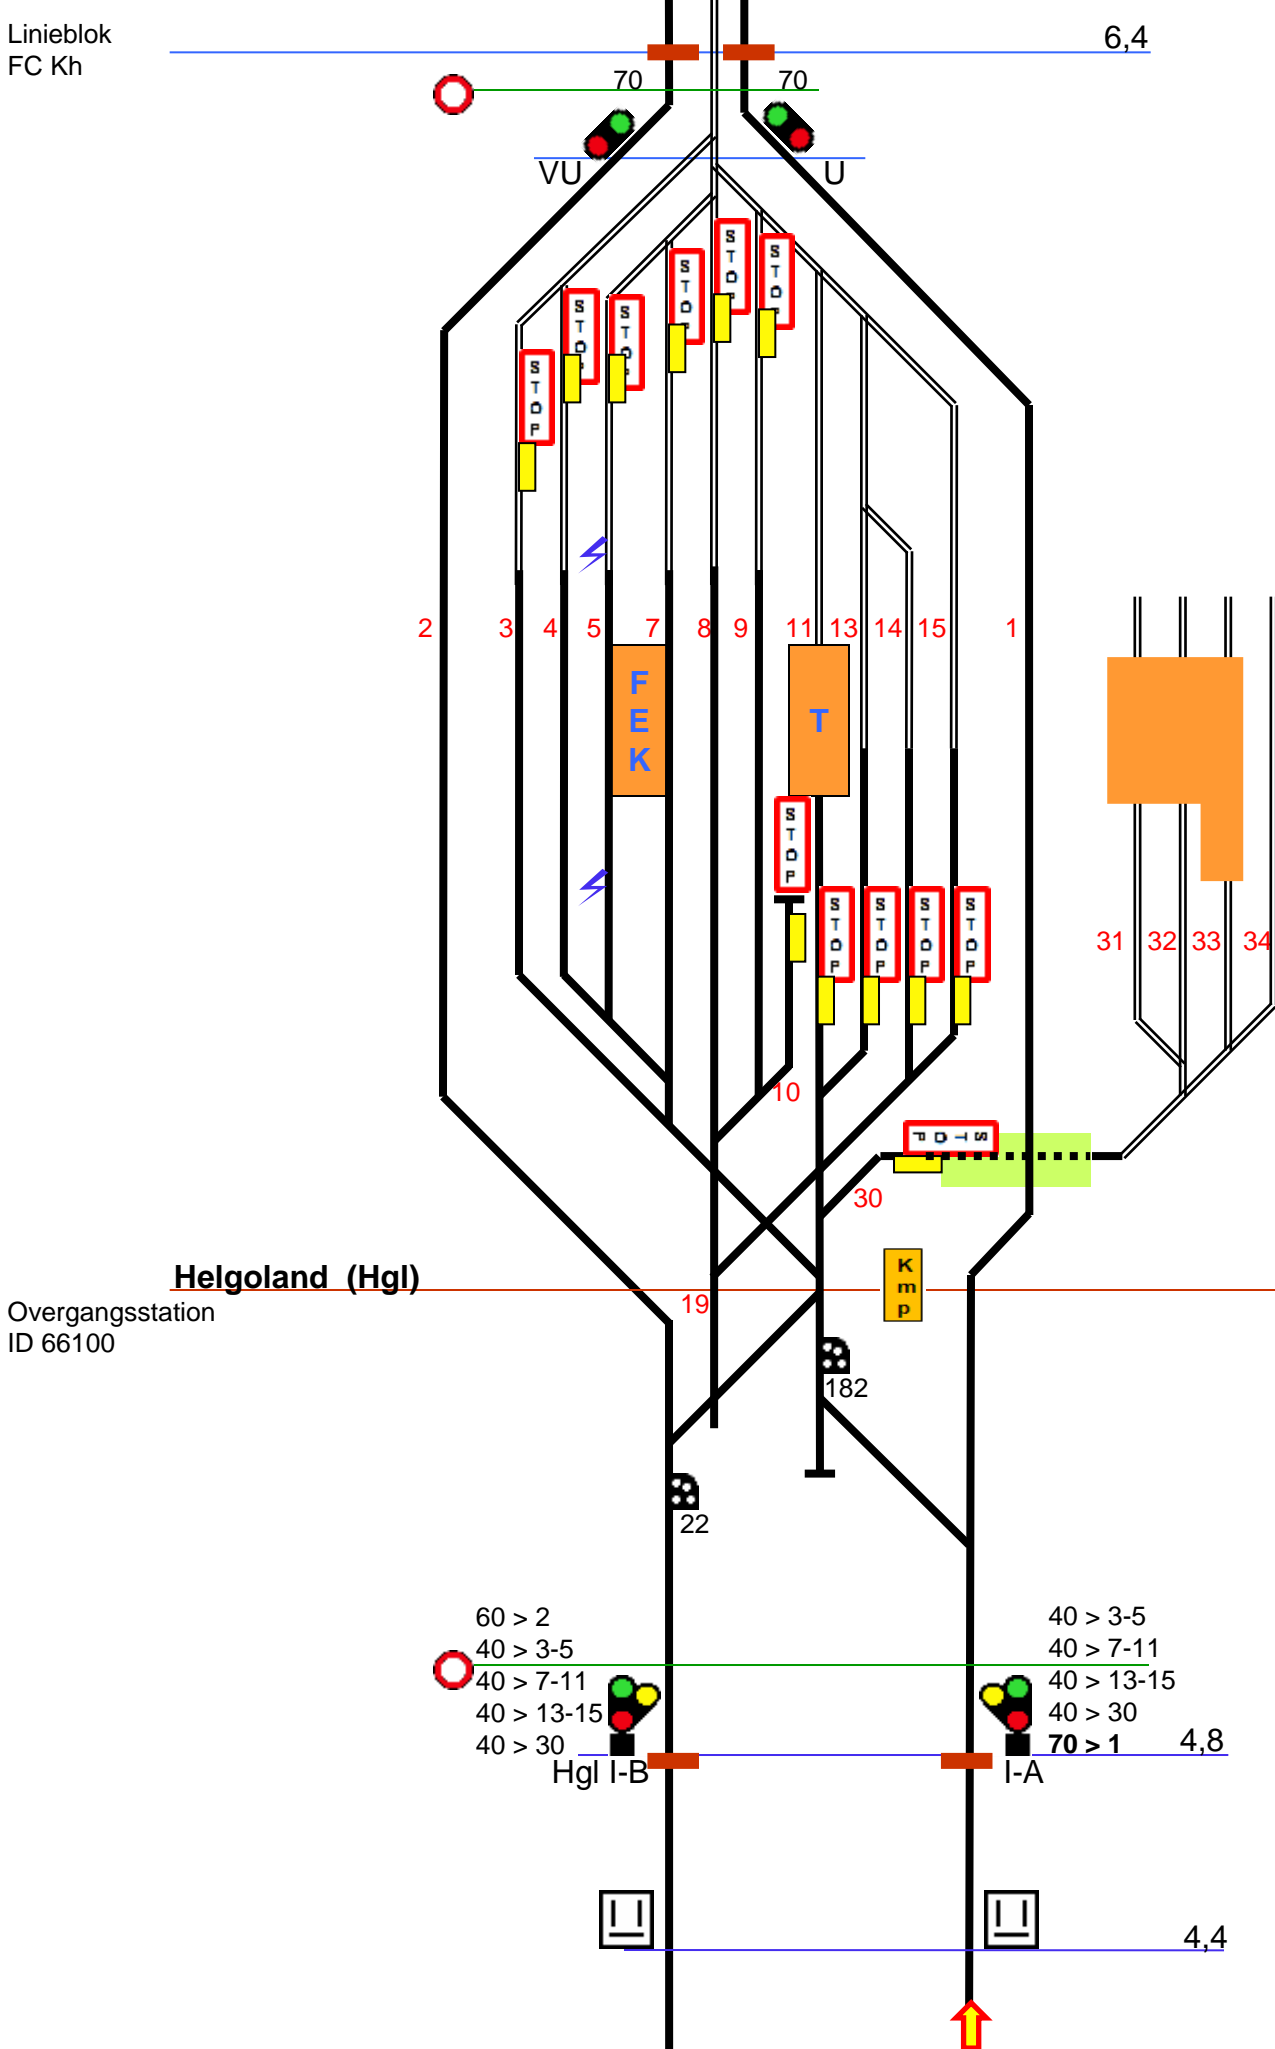 Linieblok
FC Kh
6,4
70
70
VU
U
STOP
STOP
STOP
STOP
STOP
STOP
2
3
4
5
7
8
9
11
13
14
15
1
F
E
K
T
STOP
STOP
STOP
STOP
STOP
31
32
33
34
10
STOP
30
Helgoland (Hgl)
Kmp
19
Overgangsstation
ID 66100
182
22
60 > 2
40 > 3-5
40 > 7-11
40 > 13-15
40 > 30
Hgl I-B
40 > 3-5
40 > 7-11
40 > 13-15
40 > 30
70 > 1
4,8
I-A
4,4